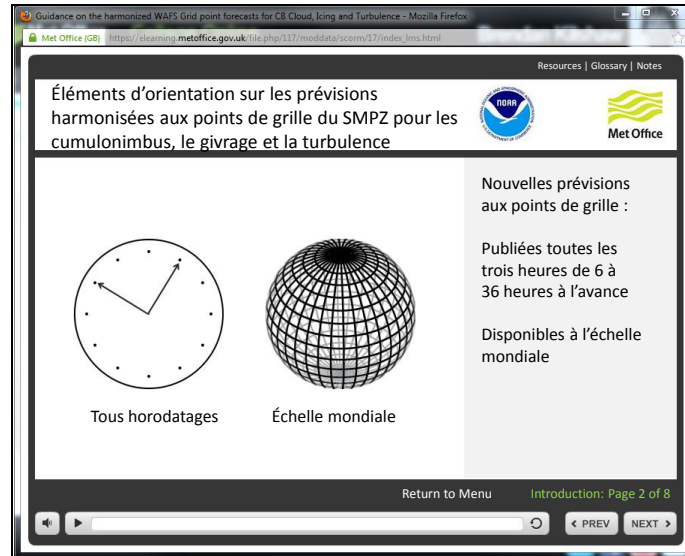 Guidance on the harmonized WAFS Grid point forecasts for CB Cloud, Icing and Turbulence - Mozilla Firefox
Met Office (GB) https://elearning.metoffice.gov.uk/file.php/117/moddata/scorm/17/index_lms.html
Resources | Glossary | Notes
Éléments d'orientation sur les prévisions
harmonisées aux points de grille du SMPZ pour les
cumulonimbus, le givrage et la turbulence
NOAA
Met Office
Nouvelles prévisions
aux points de grille :
Publiées toutes les
trois heures de 6 à
36 heures à l'avance
Disponibles à l'échelle
mondiale
Tous horodatages
Échelle mondiale
Return to Menu
Introduction: Page 2 of 8
PREV
NEXT